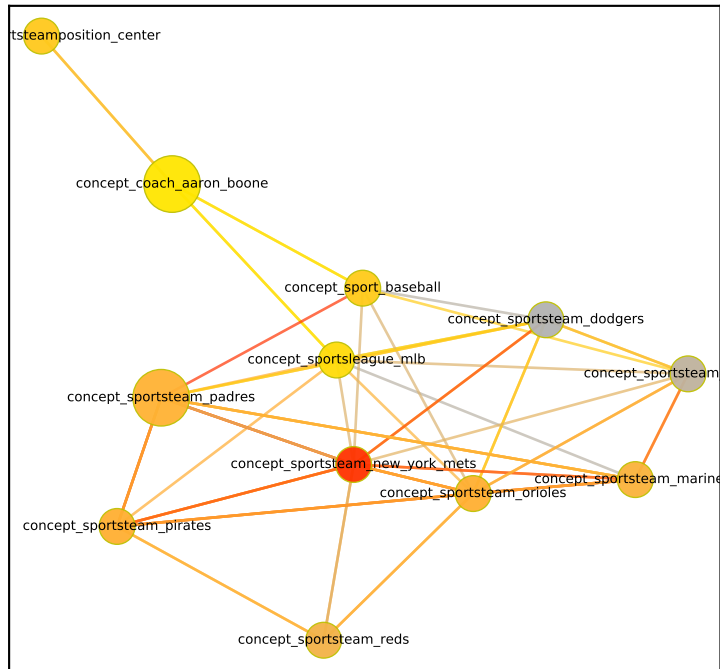 rtsteamposition_center
concept_coach_aaron_boone
concept_sport_baseball
concept_sportsteam_dodgers
concept_sportsleague_mlb
concept_sportsteam
concept_sportsteam_padres
concept_sportsteam_new_york_mets
concept_sportsteam_marine
concept_sportsteam_orioles
concept_sportsteam_pirates
concept_sportsteam_reds